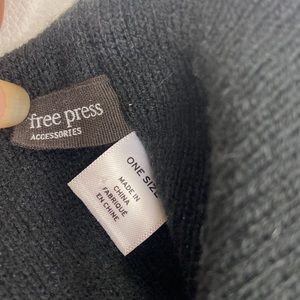 free press
ACCESSORIES
ONE SIZE
MADE IN
CHINA
FABRIQUÉ
EN CHINE